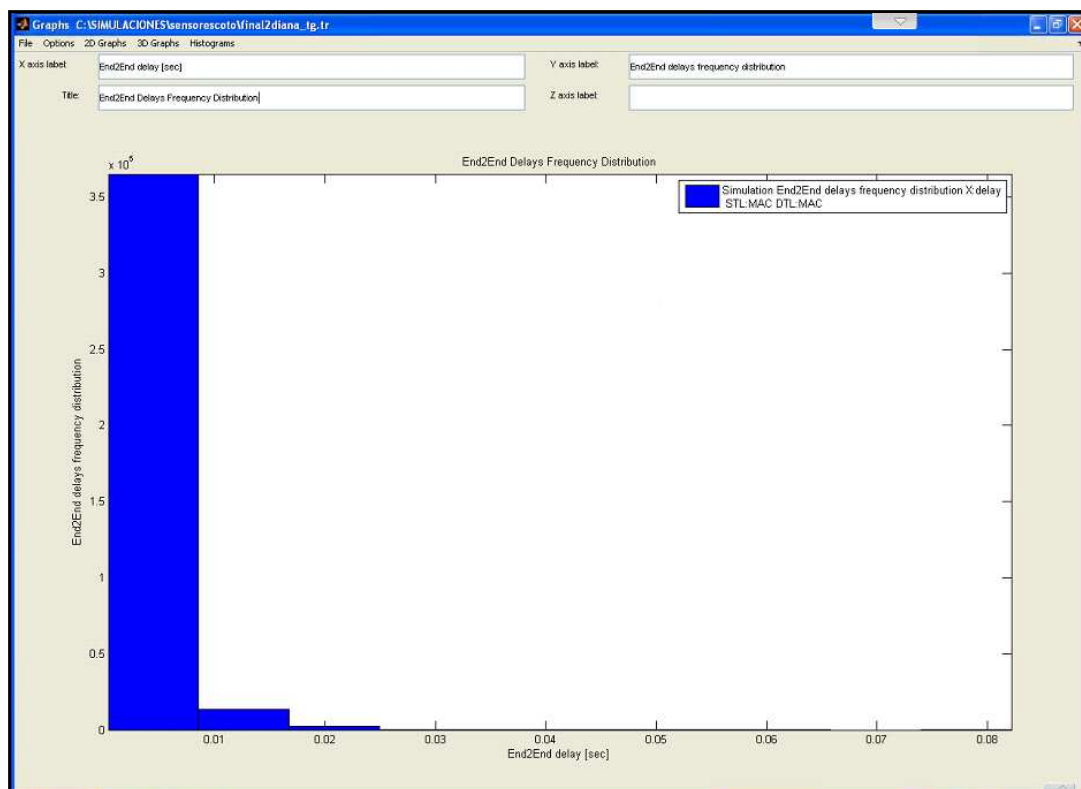 Graphs C:\SIMULACIONES\sensorescoto\final2diana_tg.tr
File Options 2D Graphs 3D Graphs Histograms
X axis label: End2End delay [sec] Y axis label: End2End delays frequency distribution
Title: End2End Delays Frequency Distribution Z axis label:
x 10^5
End2End Delays Frequency Distribution
Simulation End2End delays frequency distribution X:delay
STL:MAC DTL:MAC
3.5
3
2.5
2
1.5
1
0.5
0
End2End delays frequency distribution
0.01 0.02 0.03 0.04 0.05 0.06 0.07 0.08
End2End delay [sec]